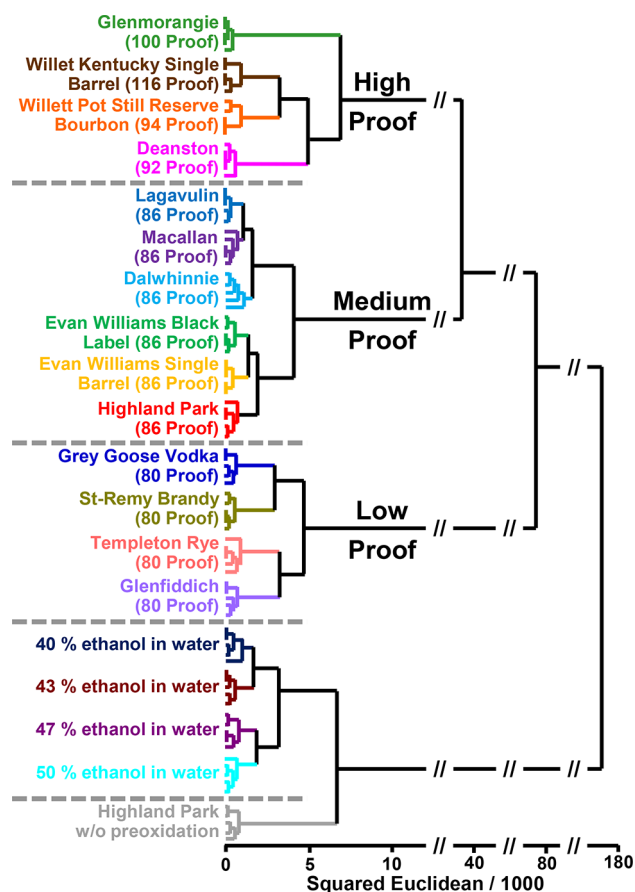 Glenmorangie
(100 Proof)
Willet Kentucky Single
Barrel (116 Proof)
Willett Pot Still Reserve
Bourbon (94 Proof)
Deanston
(92 Proof)
High
Proof
Lagavulin
(86 Proof)
Macallan
(86 Proof)
Dalwhinnie
(86 Proof)
Evan Williams Black
Label (86 Proof)
Evan Williams Single
Barrel (86 Proof)
Highland Park
(86 Proof)
Medium
Proof
Grey Goose Vodka
(80 Proof)
St-Remy Brandy
(80 Proof)
Templeton Rye
(80 Proof)
Glenfiddich
(80 Proof)
Low
Proof
40 % ethanol in water
43 % ethanol in water
47 % ethanol in water
50 % ethanol in water
Highland Park
w/o preoxidation
0 5 10 40 80 180
Squared Euclidean / 1000